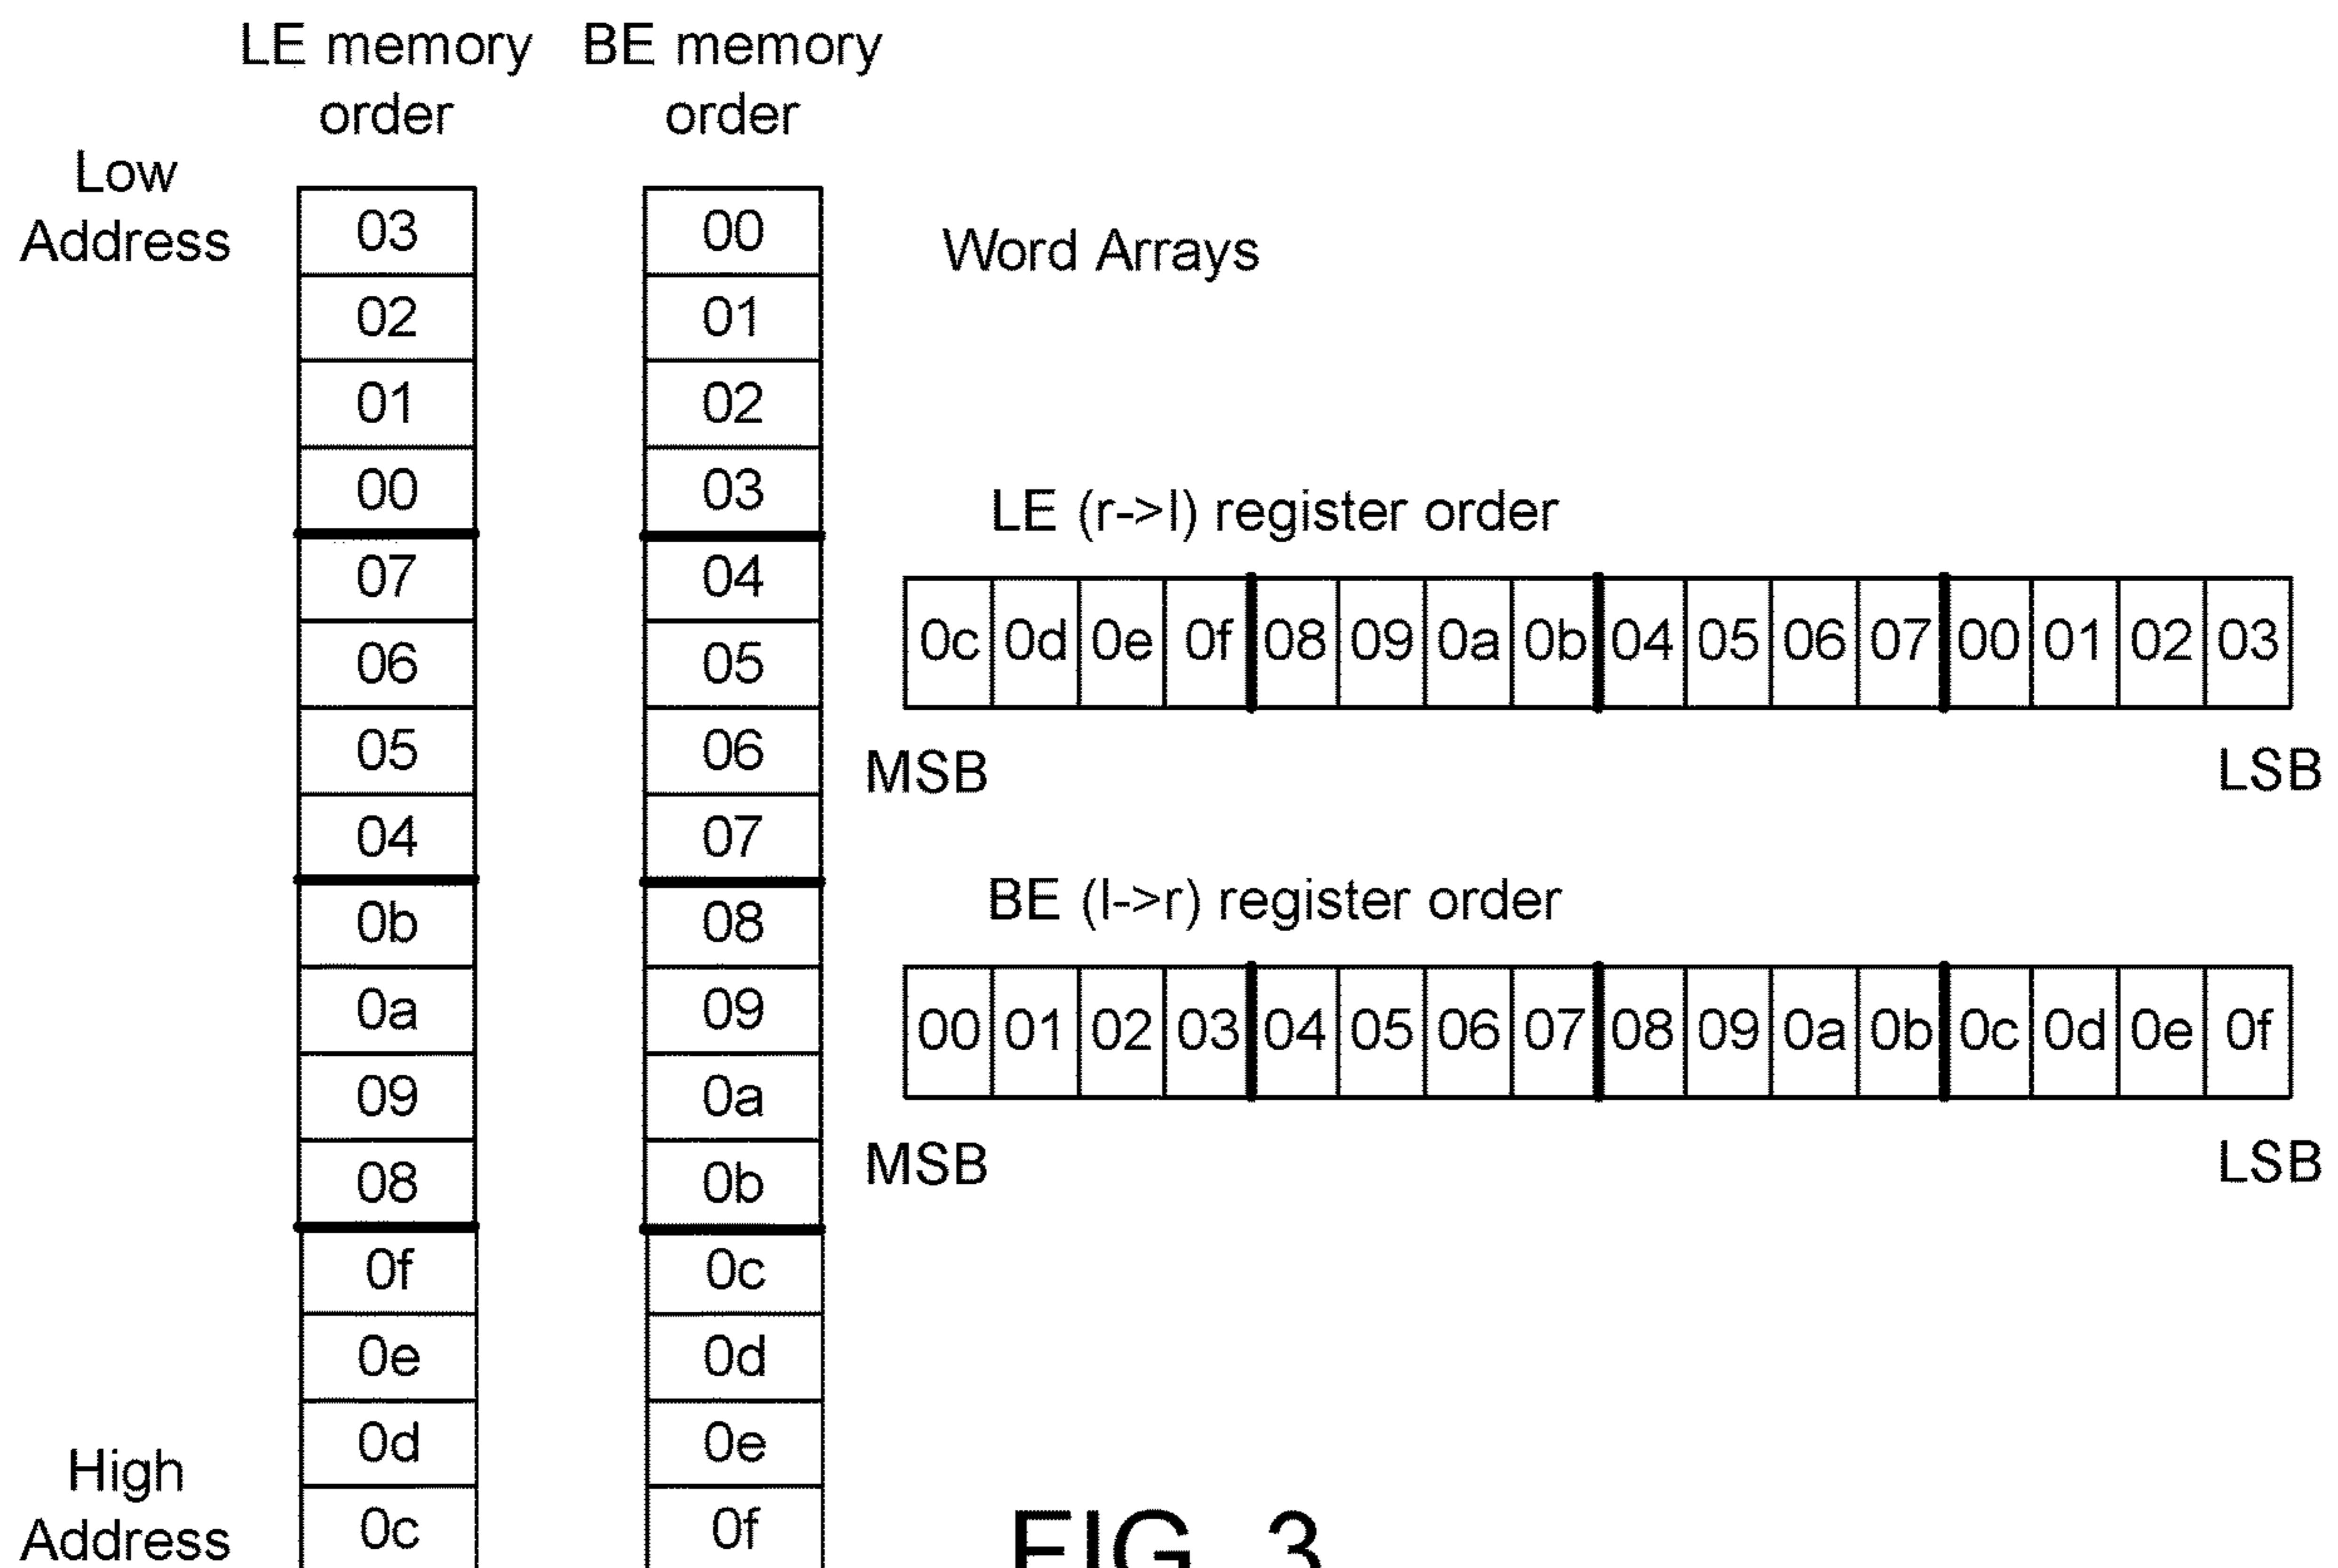 LE memory order
BE memory order
Low Address
03 00
Word Arrays
02 01
01 02
00 03
LE (r->l) register order
07 04
0c 0d 0e 0f 08 09 0a 0b 04 05 06 07 00 01 02 03
06 05
05 06
MSB LSB
04 07
BE (l->r) register order
0b 08
0a 09
00 01 02 03 04 05 06 07 08 09 0a 0b 0c 0d 0e 0f
09 0a
08 0b
MSB LSB
0f 0c
0e 0d
0d 0e
High Address
0c 0f
FIG. 3